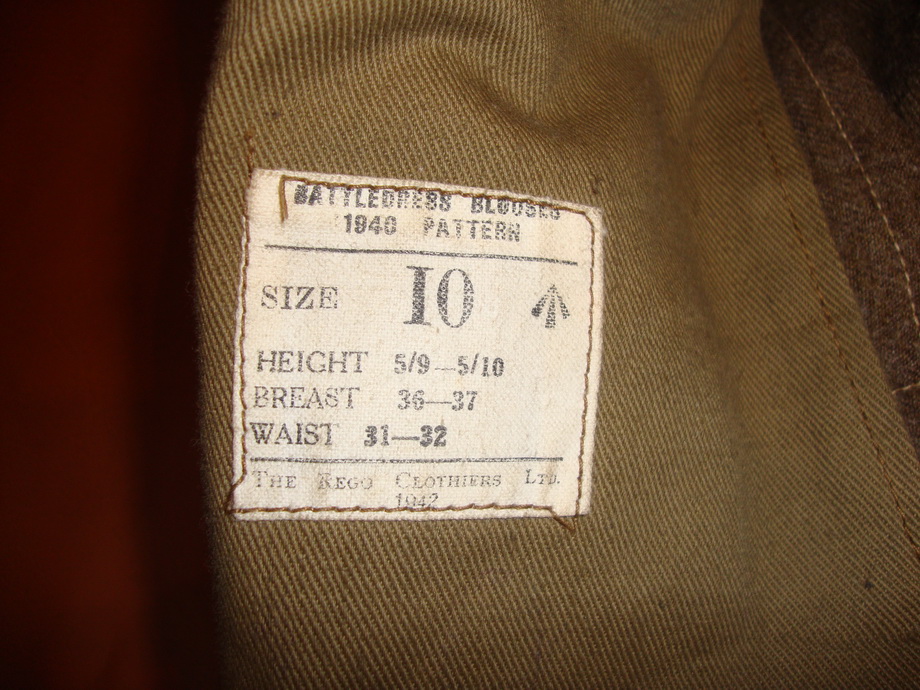 BATTLEDRESS BLOUSES
1940 PATTERN
SIZE 10
HEIGHT 5/9—5/10
BREAST 36—37
WAIST 31—32
THE REGO CLOTHIERS LTD.
1942